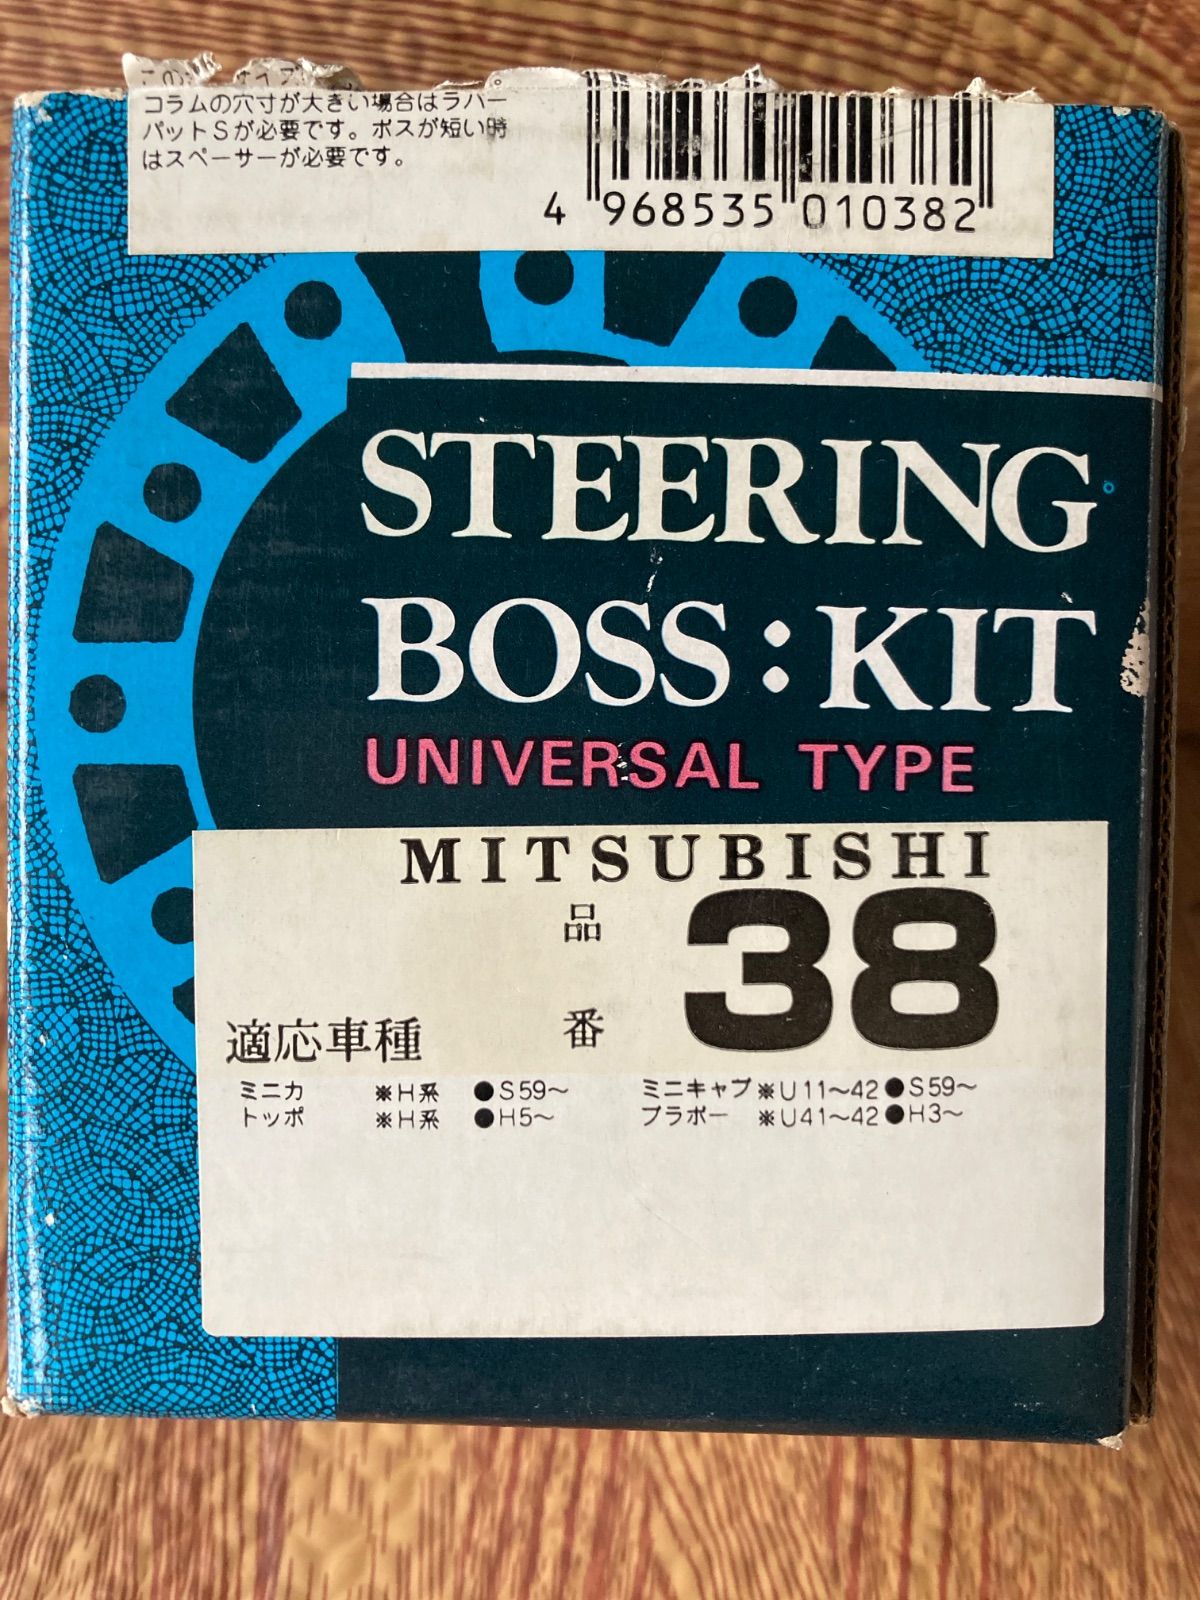 コラムの穴寸が大きい場合はラバー
パットSが必要です。ボスが短い時
はスペーサーが必要です。
4 968535 010382
STEERING
BOSS:KIT
UNIVERSAL TYPE
MITSUBISHI
品番 38
適応車種
ミニカ ※H系 ●S59〜 ミニキャブ※U11〜42●S59〜
トッポ ※H系 ●H5〜 ブラボー ※U41〜42●H3〜